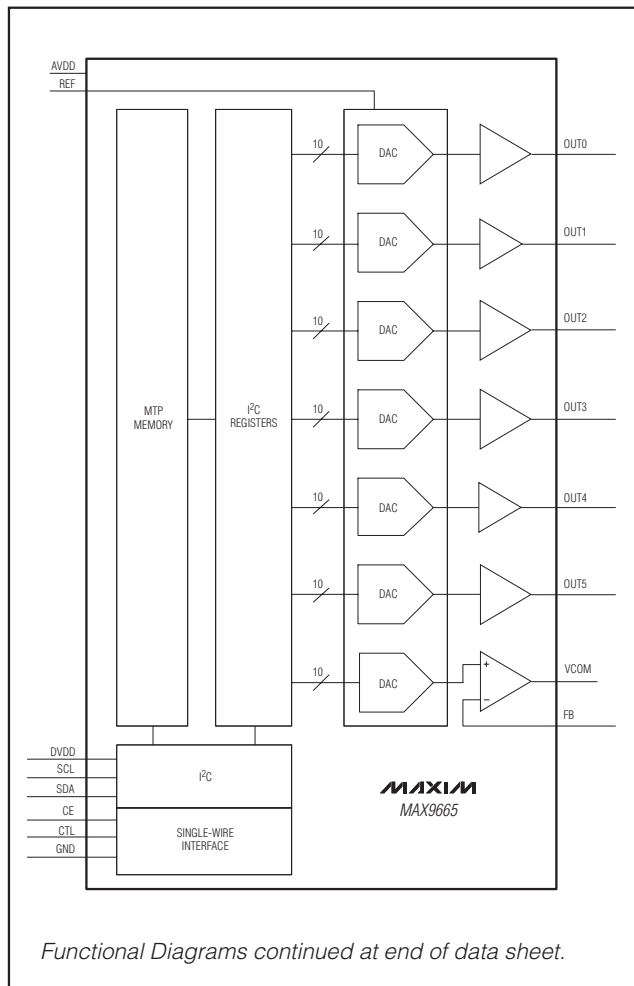 AVDD
REF
10
DAC
OUT0
10
DAC
OUT1
10
DAC
OUT2
MTP
MEMORY
I²C
REGISTERS
10
DAC
OUT3
10
DAC
OUT4
10
DAC
OUT5
10
DAC
+
−
VCOM
FB
DVDD
SCL
SDA
I²C
CE
CTL
GND
SINGLE-WIRE
INTERFACE
MAXIM
MAX9665
Functional Diagrams continued at end of data sheet.